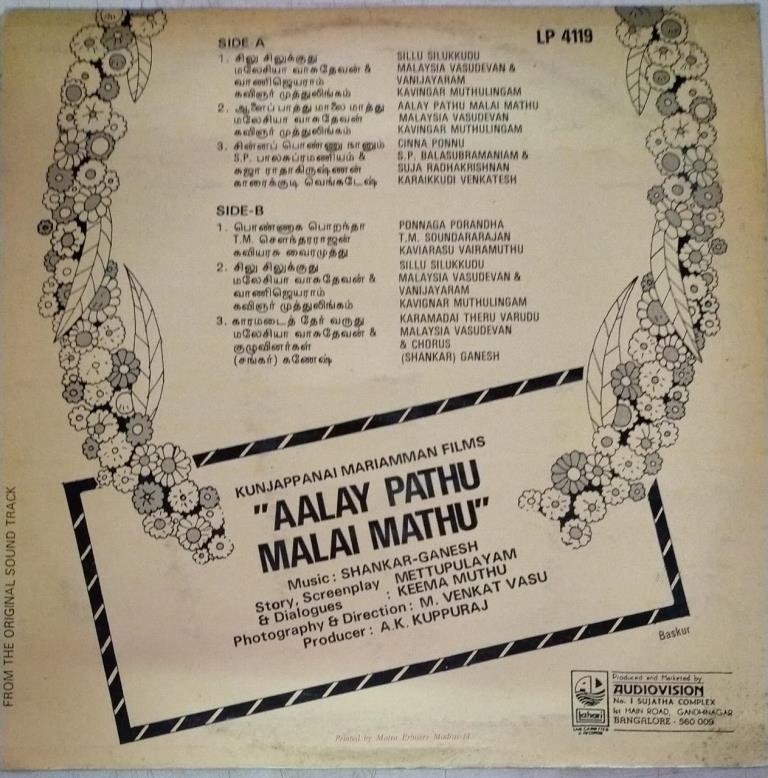 LP 4119
SIDE A
1. சிலு சிலுக்குது
மலேசியா வாசுதேவன் &
வாணிஜெயராம்
கவிஞர் முத்துலிங்கம்
SILLU SILUKKUDU
MALAYSIA VASUDEVAN &
VANIJAYARAM
KAVINGAR MUTHULINGAM
2. ஆளைப் பாத்து மாலை மாத்து
மலேசியா வாசுதேவன்
கவிஞர் முத்துலிங்கம்
AALAY PATHU MALAI MATHU
MALAYSIA VASUDEVAN
KAVINGAR MUTHULINGAM
3. சின்னப் பொண்ணு நானும்
S.P. பாலசுப்ரமணியம் &
சுஜா ராதாகிருஷ்ணன்
காரைக்குடி வெங்கடேஷ்
CINNA PONNU
S.P. BALASUBRAMANIAM &
SUJA RADHAKRISHNAN
KARAIKKUDI VENKATESH
SIDE-B
1. பொண்ணாக பொறந்தா
T.M. சௌந்தரராஜன்
கவியரசு வைரமுத்து
PONNAGA PORANDHA
T.M. SOUNDARARAJAN
KAVIARASU VAIRAMUTHU
2. சிலு சிலுக்குது
மலேசியா வாசுதேவன் &
வாணிஜெயராம்
கவிஞர் முத்துலிங்கம்
SILLU SILUKKUDU
MALAYSIA VASUDEVAN &
VANIJAYARAM
KAVIGNAR MUTHULINGAM
3. காரமடைத் தேர் வருது
மலேசியா வாசுதேவன் &
குழுவினர்கள்
(சங்கர்) கணேஷ்
KARAMADAI THERU VARUDU
MALAYSIA VASUDEVAN
& CHORUS
(SHANKAR) GANESH
KUNJAPPANAI MARIAMMAN FILMS
"AALAY PATHU
MALAI MATHU"
Music : SHANKAR-GANESH
Story, Screenplay METTUPULAYAM
& Dialogues : KEEMA MUTHU
Photography & Direction : M. VENKAT VASU
Producer : A.K. KUPPURAJ
Baskur
FROM THE ORIGINAL SOUND TRACK
lahari
Produced and Marketed by
AUDIOVISION
No. 1 SUJATHA COMPLEX
1st MAIN ROAD, GANDHINAGAR
BANGALORE - 560 009
Printed by Maira Printers Madras-14.